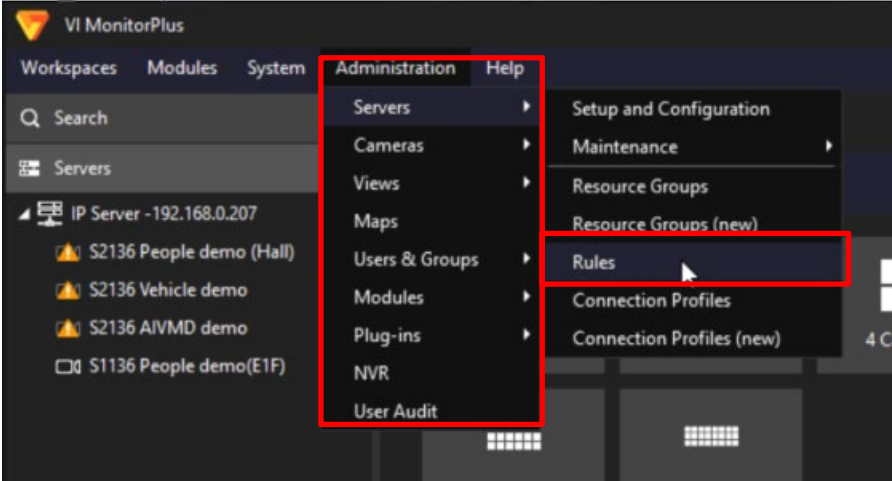 VI MonitorPlus
Workspaces Modules System Administration Help
Search
Servers
IP Server -192.168.0.207
S2136 People demo (Hall)
S2136 Vehicle demo
S2136 AIVMD demo
S1136 People demo(E1F)
Servers
Cameras
Views
Maps
Users & Groups
Modules
Plug-ins
NVR
User Audit
Setup and Configuration
Maintenance
Resource Groups
Resource Groups (new)
Rules
Connection Profiles
Connection Profiles (new)
4 C